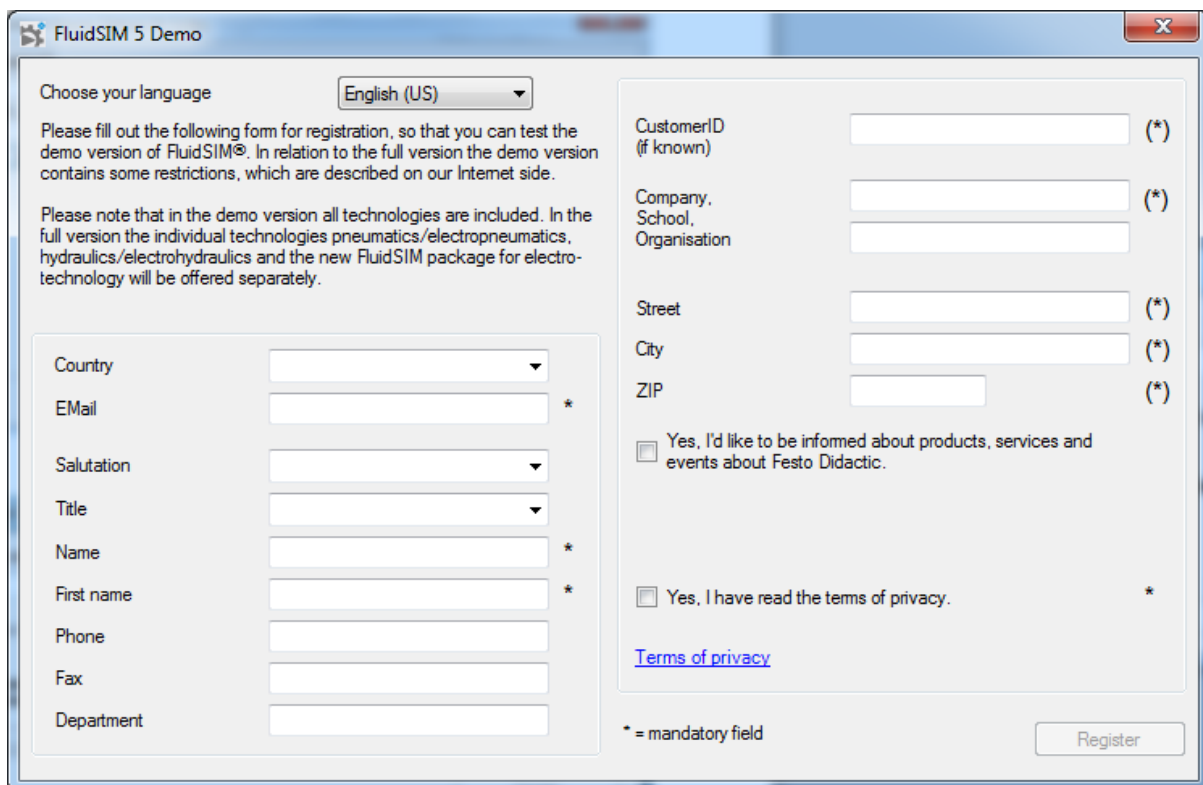 FluidSIM 5 Demo
Choose your language
English (US)
Please fill out the following form for registration, so that you can test the
demo version of FluidSIM®. In relation to the full version the demo version
contains some restrictions, which are described on our Internet side.
Please note that in the demo version all technologies are included. In the
full version the individual technologies pneumatics/electropneumatics,
hydraulics/electrohydraulics and the new FluidSIM package for electro-
technology will be offered separately.
Country
EMail *
Salutation
Title
Name *
First name *
Phone
Fax
Department
CustomerID (*)
(if known)
Company, (*)
School,
Organisation
Street (*)
City (*)
ZIP (*)
Yes, I'd like to be informed about products, services and
events about Festo Didactic.
Yes, I have read the terms of privacy. *
Terms of privacy
* = mandatory field
Register